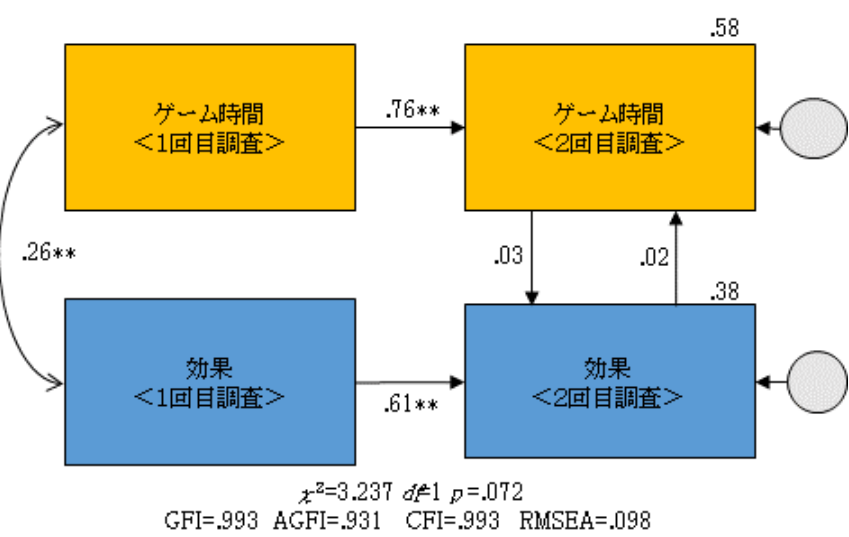 .58
ゲーム時間
<1回目調査>
.76**
ゲーム時間
<2回目調査>
.26**
.03
.02
.38
効果
<1回目調査>
.61**
効果
<2回目調査>
χ²=3.237 df=1 p=.072
GFI=.993 AGFI=.931 CFI=.993 RMSEA=.098